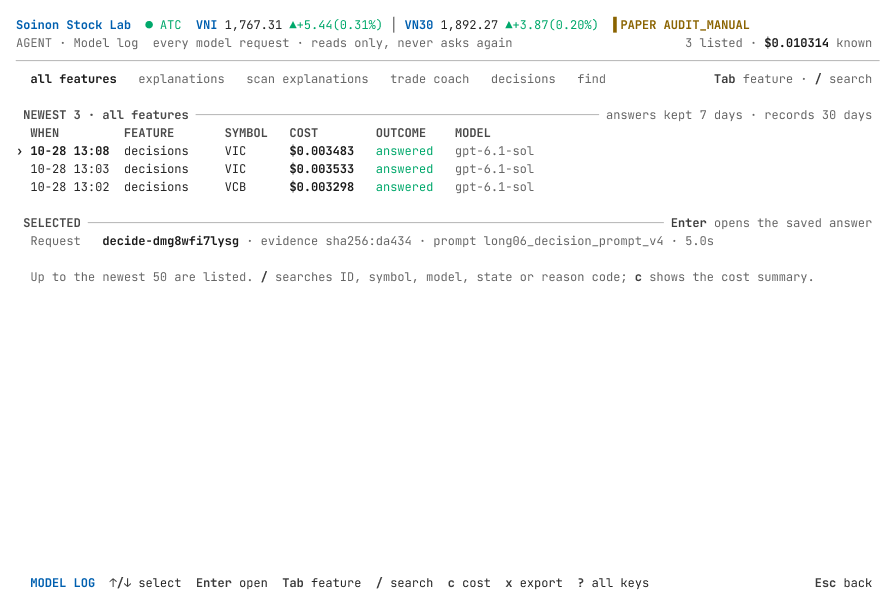 Soinon Stock Lab ● ATC VNI 1,767.31 ▲+5.44(0.31%) │ VN30 1,892.27 ▲+3.87(0.20%) ▌PAPER AUDIT_MANUAL
AGENT · Model log every model request · reads only, never asks again 3 listed · $0.010314 known
all features explanations scan explanations trade coach decisions find Tab feature · / search
NEWEST 3 · all features answers kept 7 days · records 30 days
WHEN FEATURE SYMBOL COST OUTCOME MODEL
› 10-28 13:08 decisions VIC $0.003483 answered gpt-6.1-sol
10-28 13:03 decisions VIC $0.003533 answered gpt-6.1-sol
10-28 13:02 decisions VCB $0.003298 answered gpt-6.1-sol
SELECTED Enter opens the saved answer
Request decide-dmg8wfi7lysg · evidence sha256:da434 · prompt long06_decision_prompt_v4 · 5.0s
Up to the newest 50 are listed. / searches ID, symbol, model, state or reason code; c shows the cost summary.
MODEL LOG ↑/↓ select Enter open Tab feature / search c cost x export ? all keys Esc back